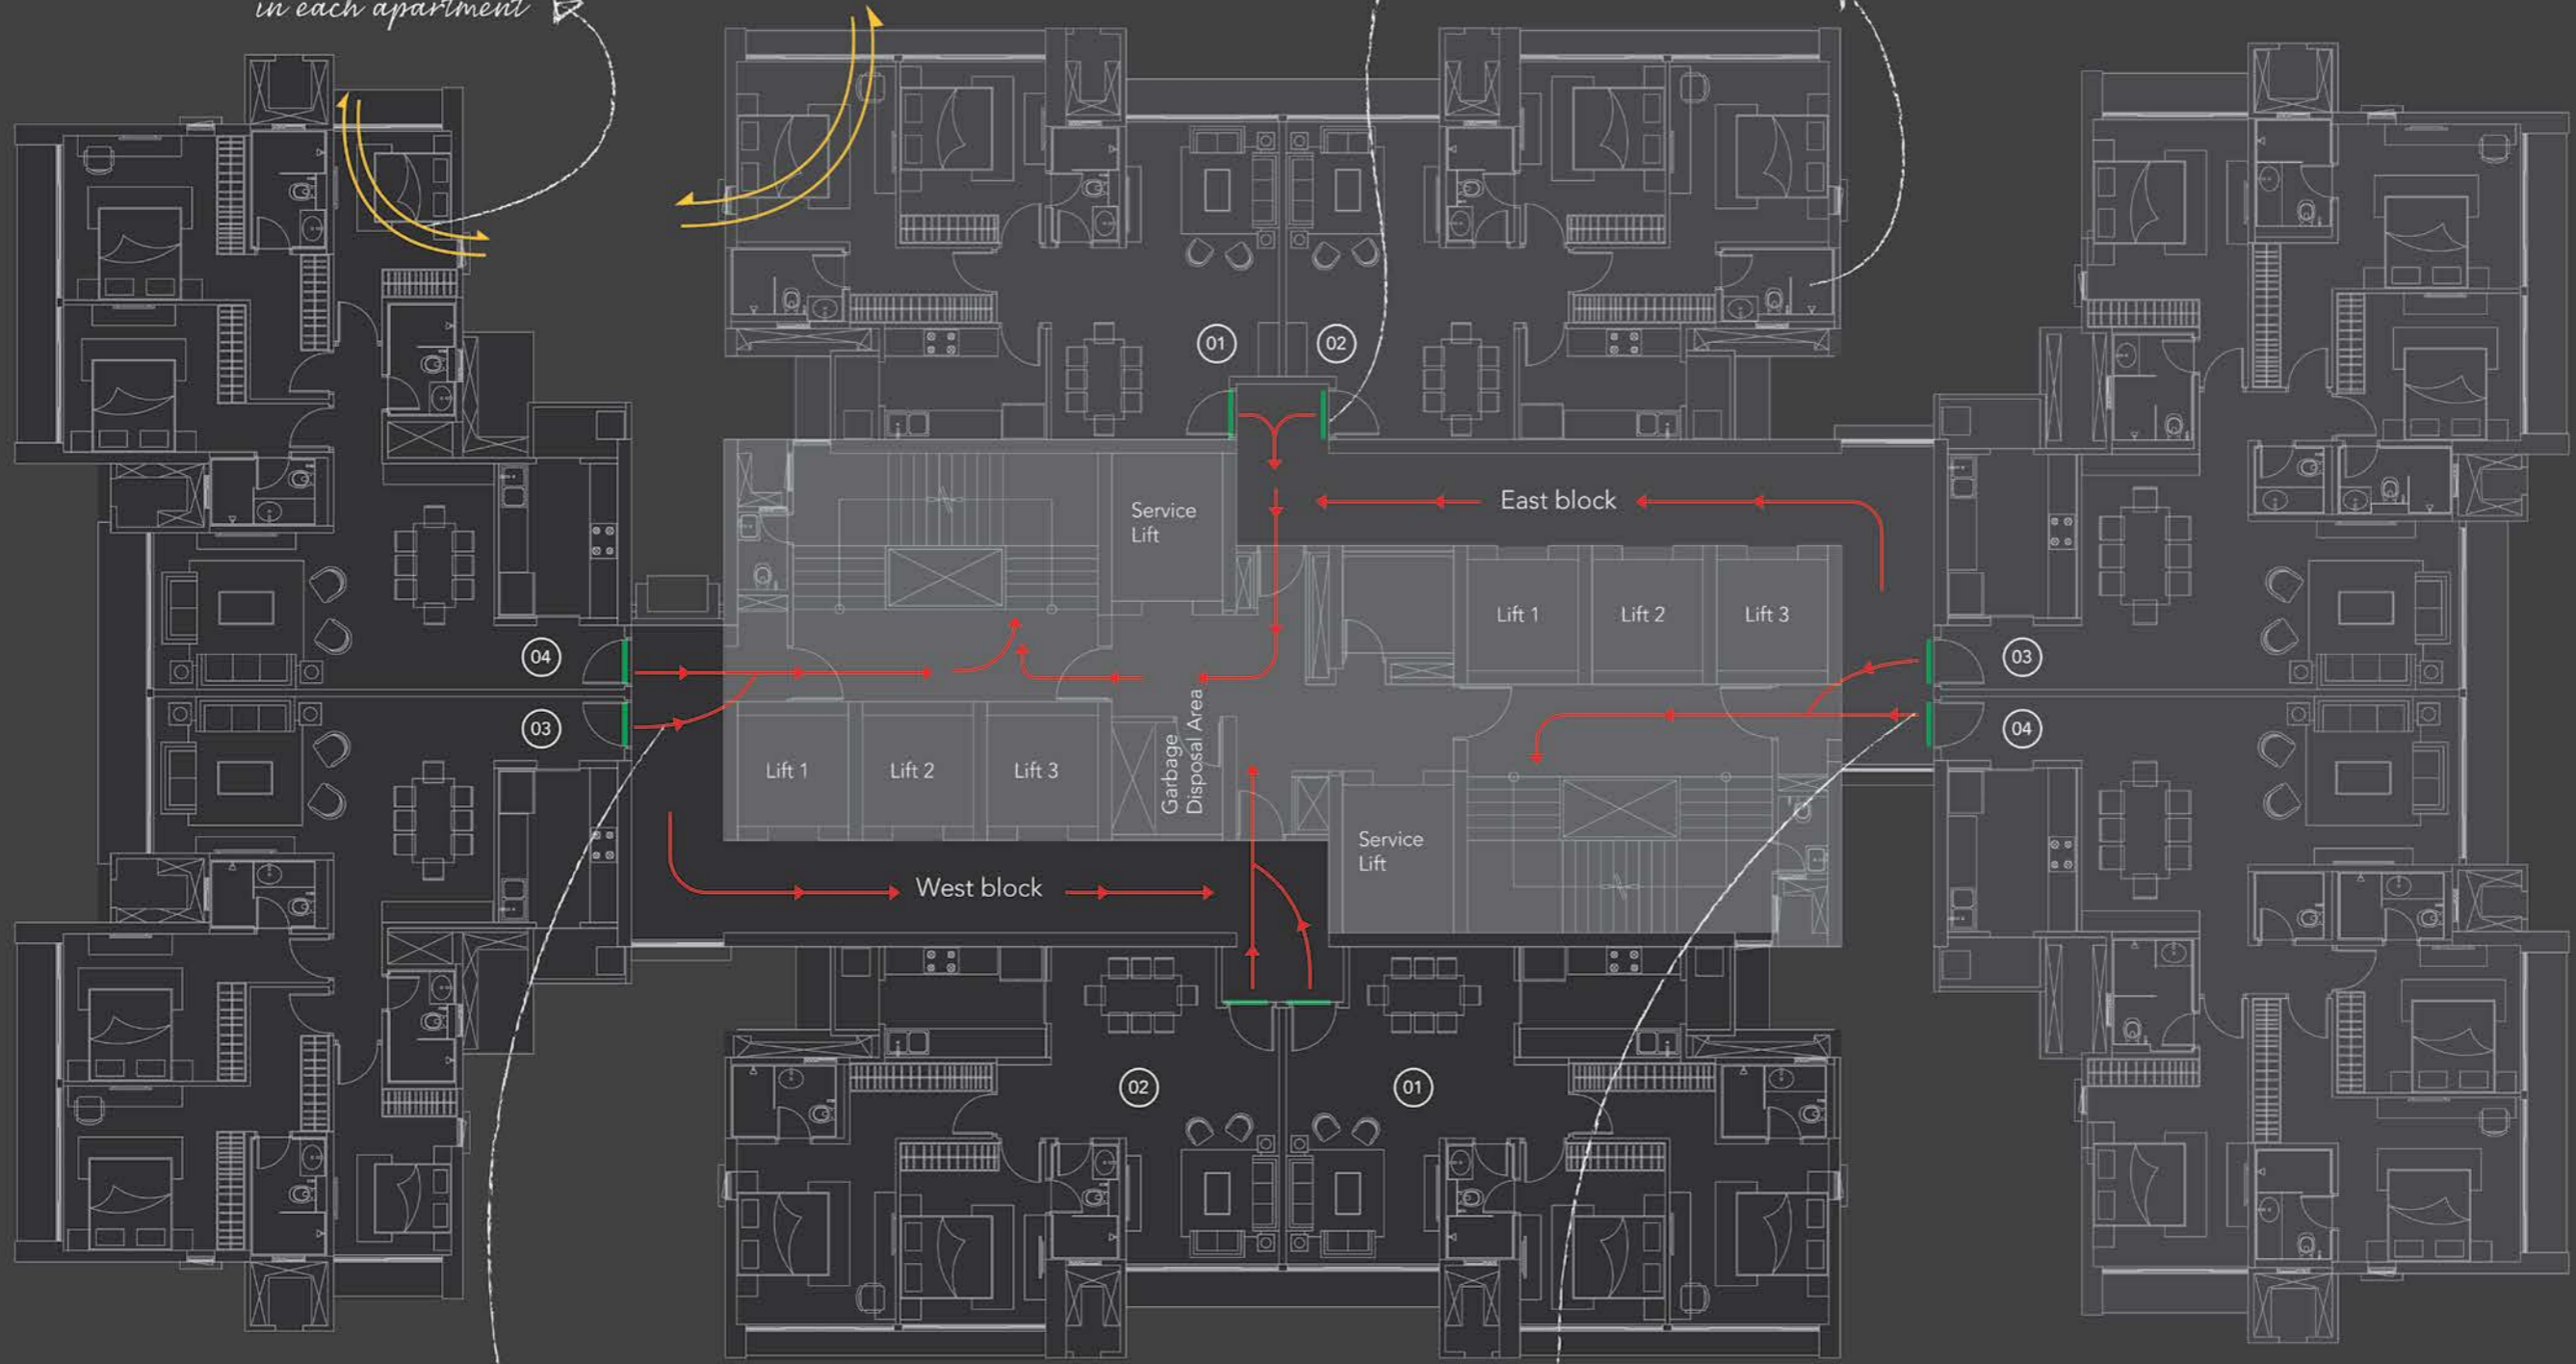 in each apartment
01
02
Service
Lift
East block
Lift 1
Lift 2
Lift 3
04
03
03
04
Lift 1
Lift 2
Lift 3
Garbage
Disposal Area
Service
Lift
West block
02
01